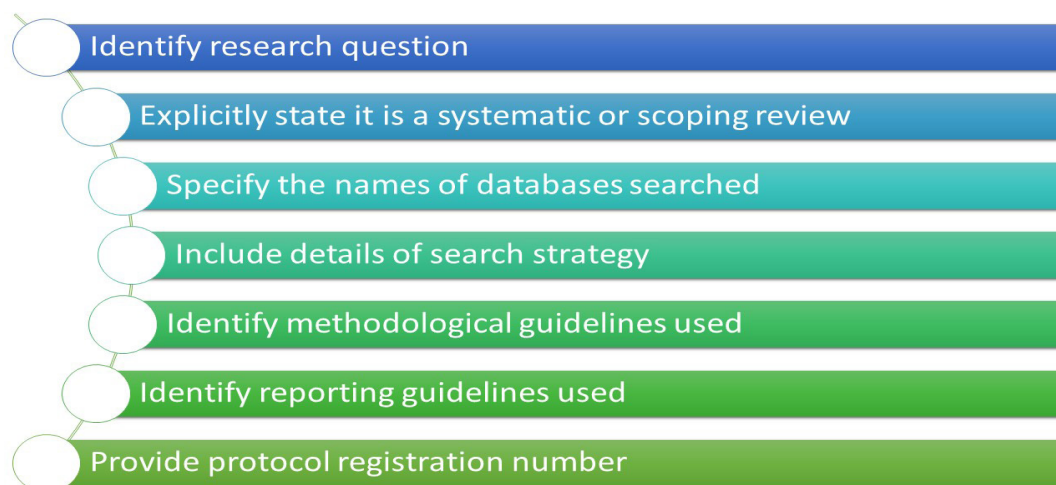 Identify research question
Explicitly state it is a systematic or scoping review
Specify the names of databases searched
Include details of search strategy
Identify methodological guidelines used
Identify reporting guidelines used
Provide protocol registration number